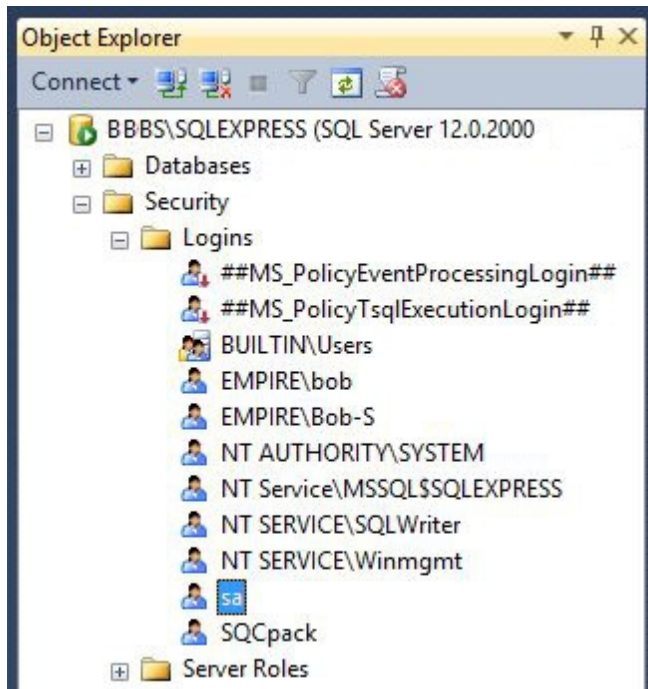 Object Explorer
Connect
BBBS\SQLEXPRESS (SQL Server 12.0.2000
Databases
Security
Logins
##MS_PolicyEventProcessingLogin##
##MS_PolicyTsqlExecutionLogin##
BUILTIN\Users
EMPIRE\bob
EMPIRE\Bob-S
NT AUTHORITY\SYSTEM
NT Service\MSSQL$SQLEXPRESS
NT SERVICE\SQLWriter
NT SERVICE\Winmgmt
sa
SQCpack
Server Roles